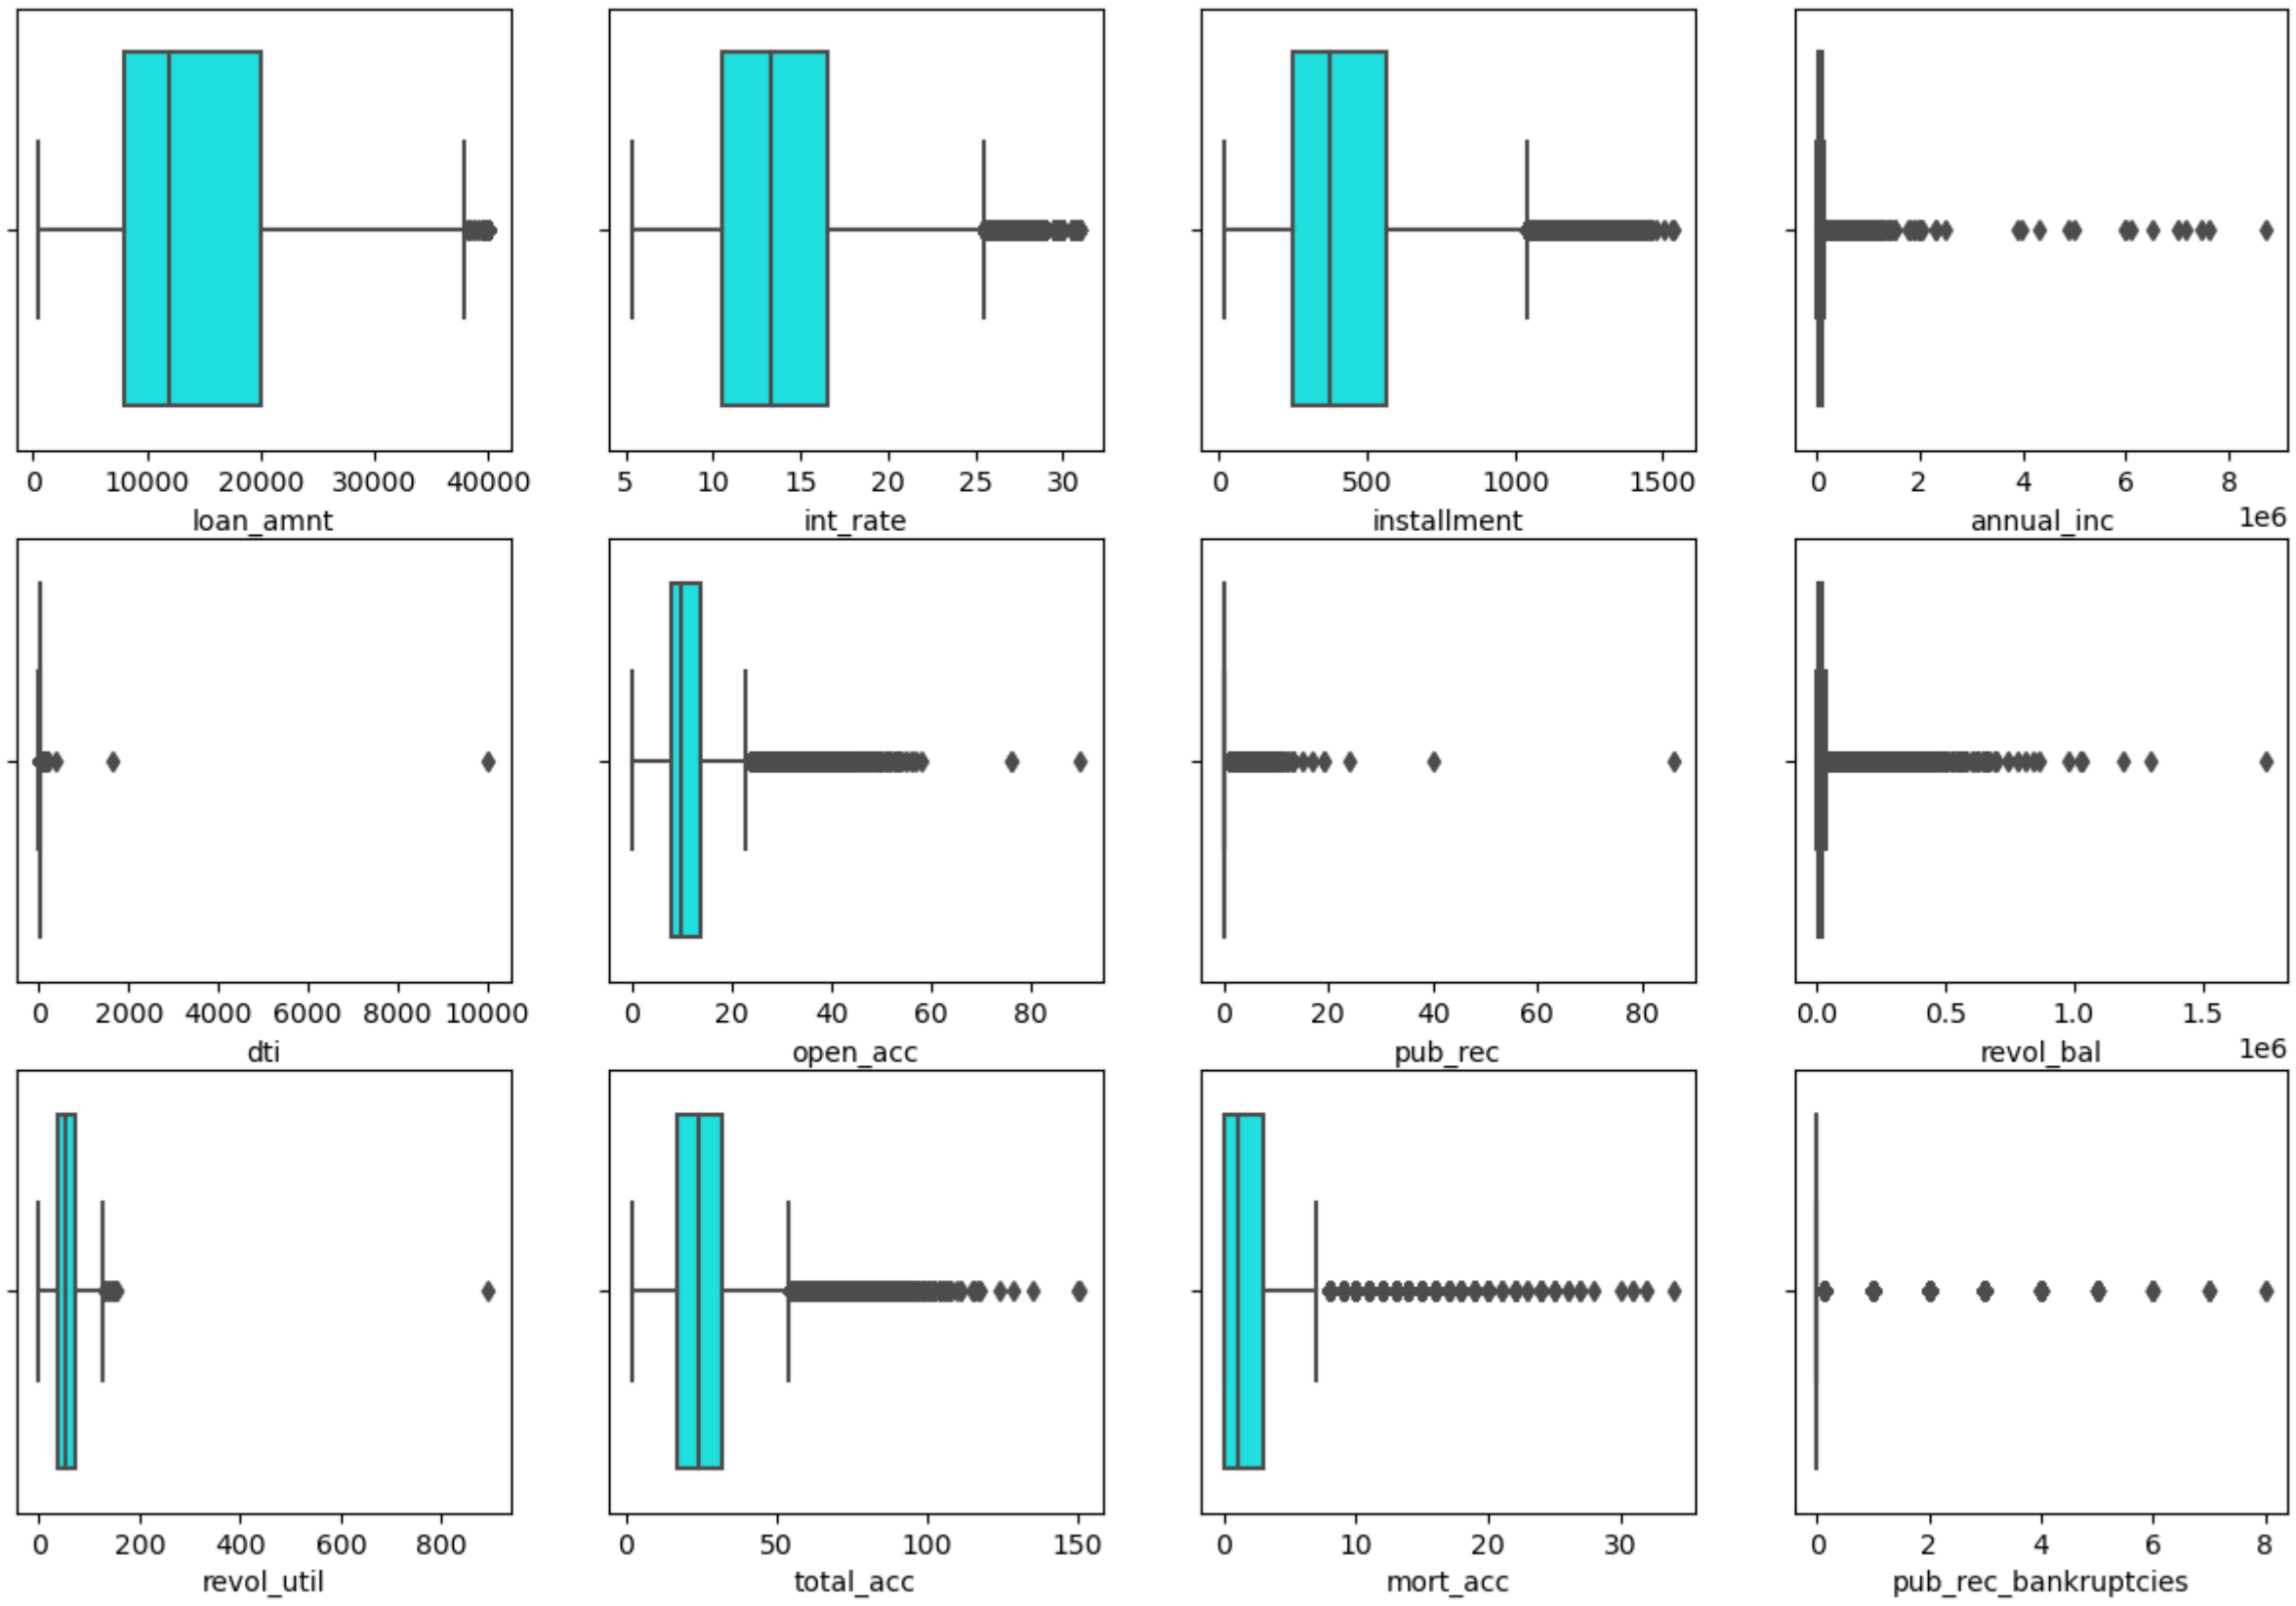 0 10000 20000 30000 40000
loan_amnt
5 10 15 20 25 30
int_rate
0 500 1000 1500
installment
0 2 4 6 8
annual_inc 1e6
0 2000 4000 6000 8000 10000
dti
0 20 40 60 80
open_acc
0 20 40 60 80
pub_rec
0.0 0.5 1.0 1.5
revol_bal 1e6
0 200 400 600 800
revol_util
0 50 100 150
total_acc
0 10 20 30
mort_acc
0 2 4 6 8
pub_rec_bankruptcies